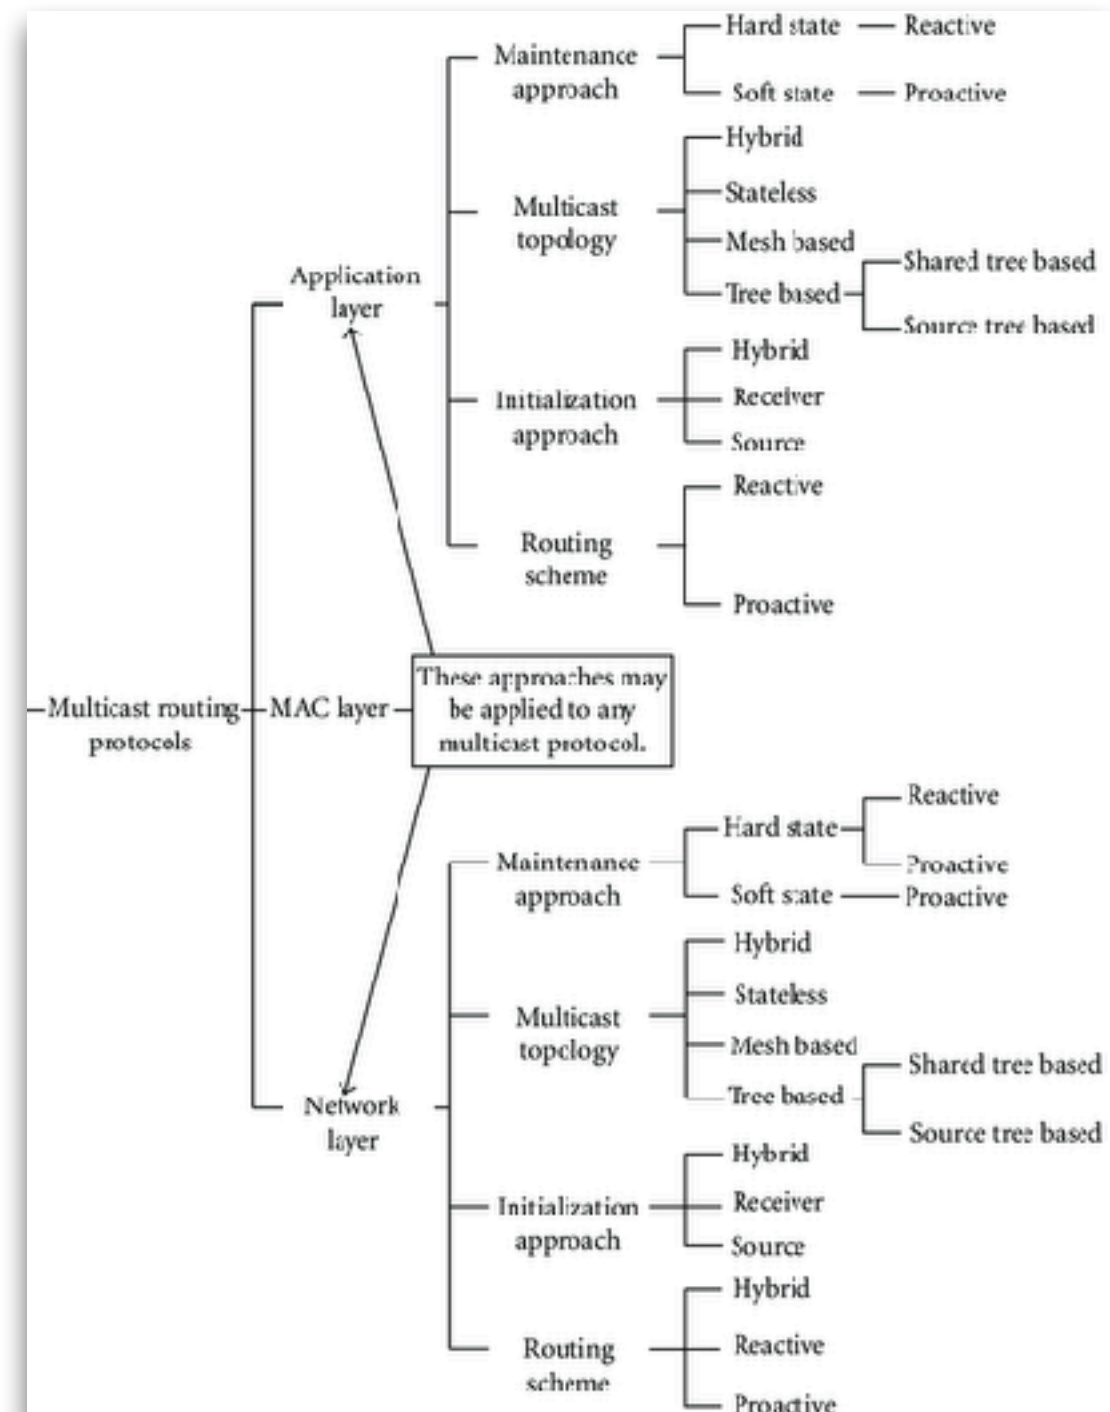 Multicast routing
protocols
Application
layer
Maintenance
approach
Hard state
Reactive
Soft state
Proactive
Multicast
topology
Hybrid
Stateless
Mesh based
Tree based
Shared tree based
Source tree based
Initialization
approach
Hybrid
Receiver
Source
Routing
scheme
Reactive
Proactive
MAC layer
These approaches may
be applied to any
multicast protocol.
Network
layer
Maintenance
approach
Hard state
Reactive
Proactive
Soft state
Proactive
Multicast
topology
Hybrid
Stateless
Mesh based
Tree based
Shared tree based
Source tree based
Initialization
approach
Hybrid
Receiver
Source
Routing
scheme
Hybrid
Reactive
Proactive